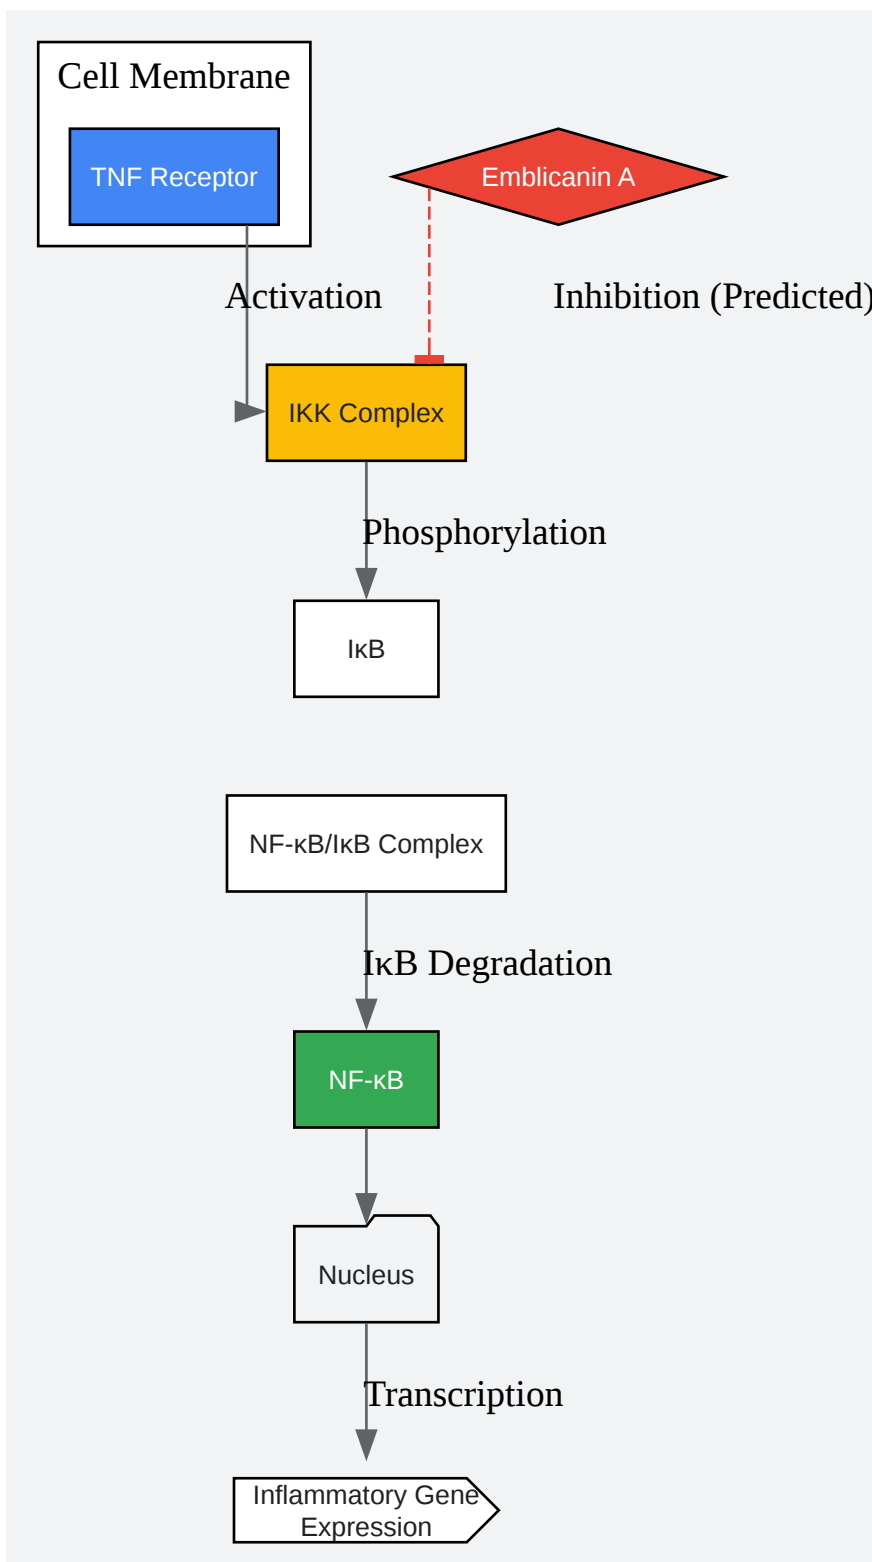 Cell Membrane
TNF Receptor
Emblicanin A
Activation
Inhibition (Predicted)
IKK Complex
Phosphorylation
IκB
NF-κB/IκB Complex
IκB Degradation
NF-κB
Nucleus
Transcription
Inflammatory Gene
Expression